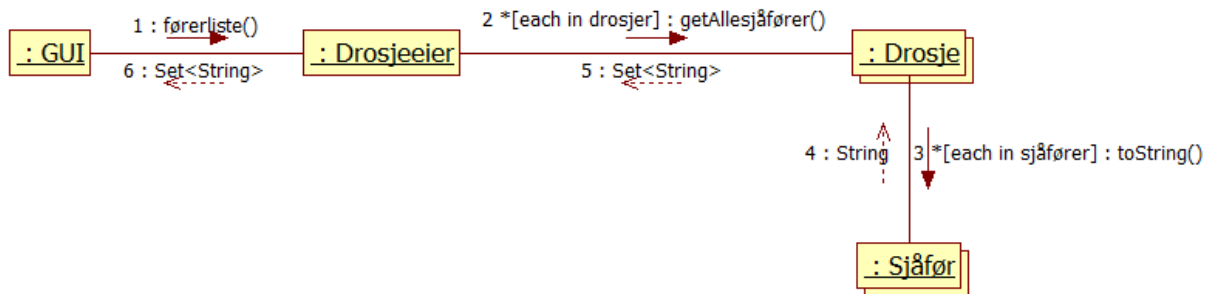 1 : førerliste()
2 *[each in drosjer] : getAllesjåfører()
: GUI
: Drosjeeier
: Drosje
6 : Set<String>
5 : Set<String>
4 : String
3 *[each in sjåfører] : toString()
: Sjåfør